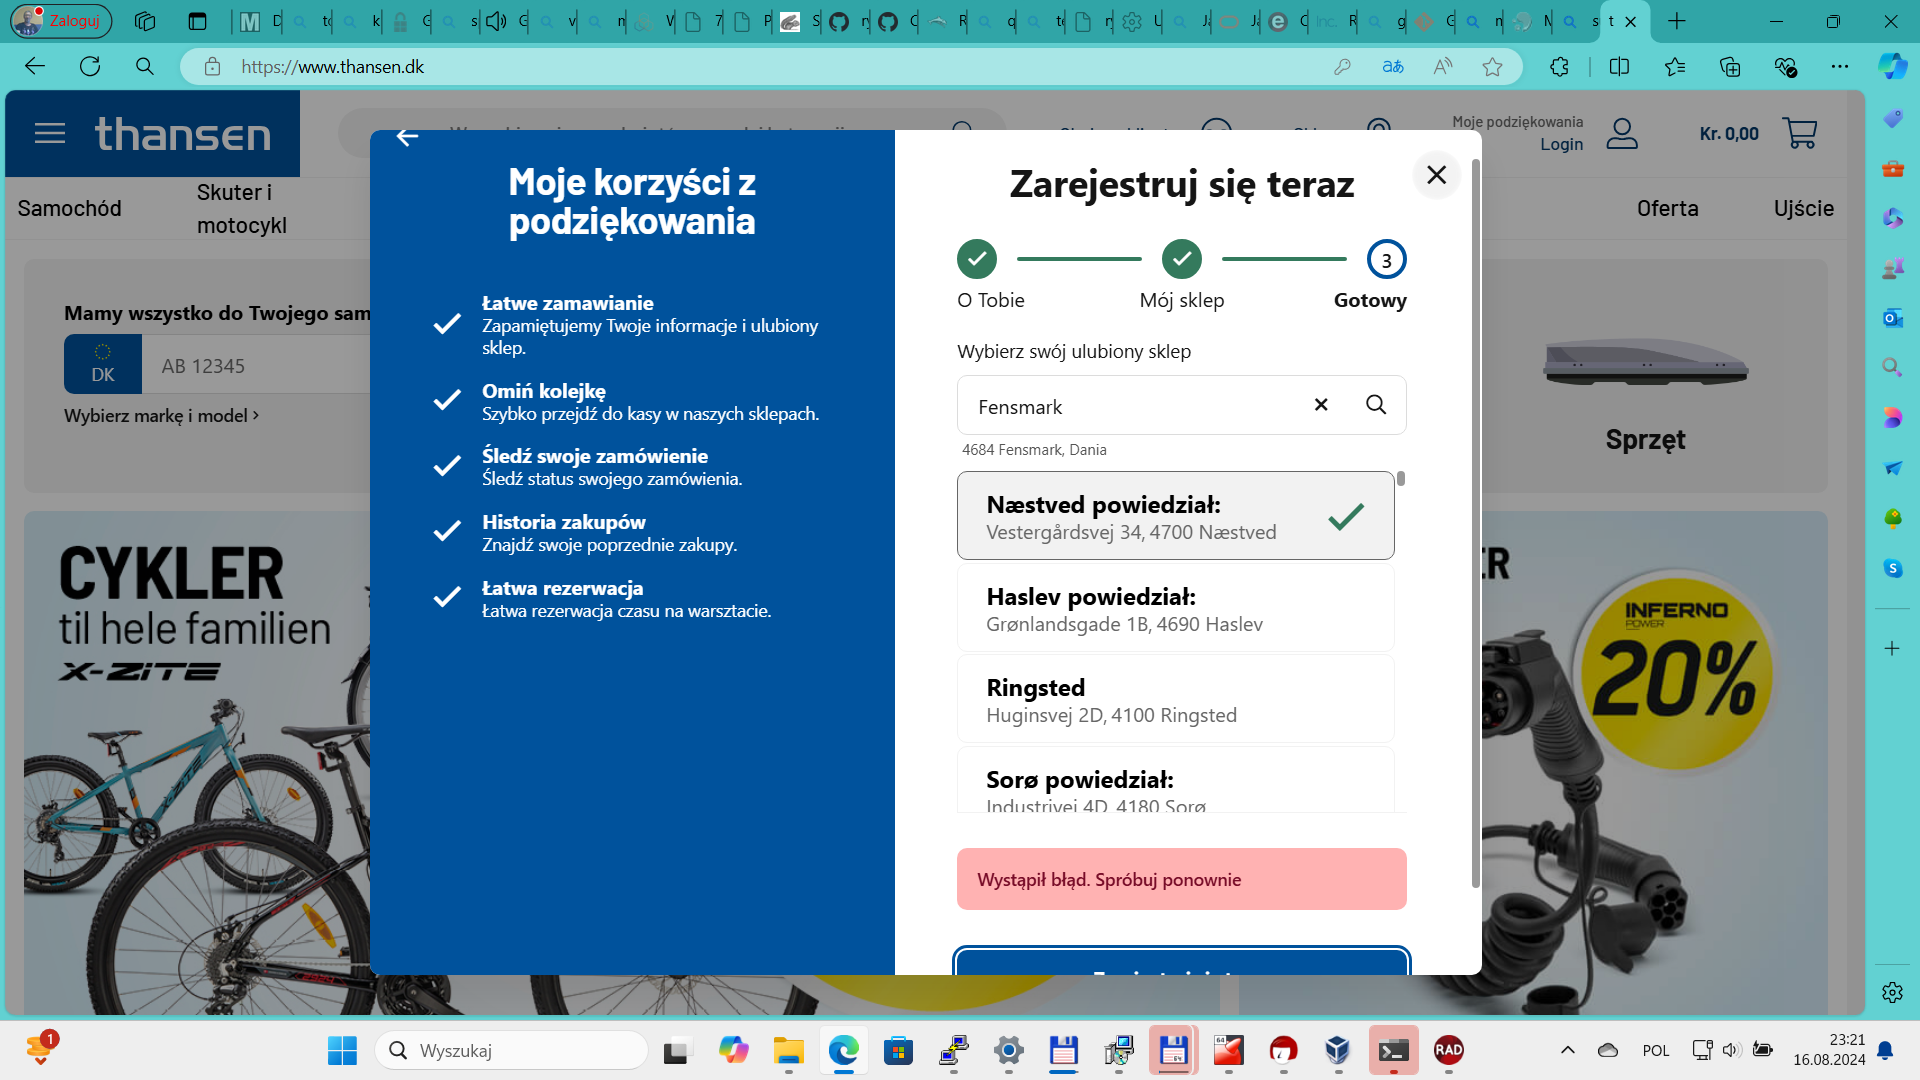 Zaloguj
https://www.thansen.dk
thansen
Moje podziękowania
Login
Kr. 0,00
Samochód
Skuter i
motocykl
Oferta
Ujście
Mamy wszystko do Twojego sam
DK
AB 12345
Wybierz markę i model ›
Sprzęt
CYKLER
til hele familien
X-ZITE
INFERNO
POWER
20%
Moje korzyści z
podziękowania
Łatwe zamawianie
Zapamiętujemy Twoje informacje i ulubiony
sklep.
Omiń kolejkę
Szybko przejdź do kasy w naszych sklepach.
Śledź swoje zamówienie
Śledź status swojego zamówienia.
Historia zakupów
Znajdź swoje poprzednie zakupy.
Łatwa rezerwacja
Łatwa rezerwacja czasu na warsztacie.
Zarejestruj się teraz
3
O Tobie
Mój sklep
Gotowy
Wybierz swój ulubiony sklep
Fensmark
4684 Fensmark, Dania
Næstved powiedział:
Vestergårdsvej 34, 4700 Næstved
Haslev powiedział:
Grønlandsgade 1B, 4690 Haslev
Ringsted
Huginsvej 2D, 4100 Ringsted
Sorø powiedział:
Industrivej 4D, 4180 Sorø
Wystąpił błąd. Spróbuj ponownie
1
Wyszukaj
64
64
RAD
POL
23:21
16.08.2024